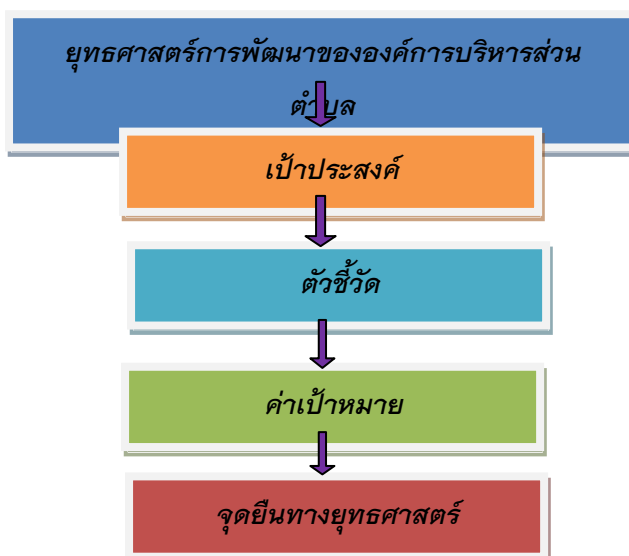 ยุทธศาสตร์การพัฒนาขององค์การบริหารส่วน
ตำบล
เป้าประสงค์
ตัวชี้วัด
ค่าเป้าหมาย
จุดยืนทางยุทธศาสตร์